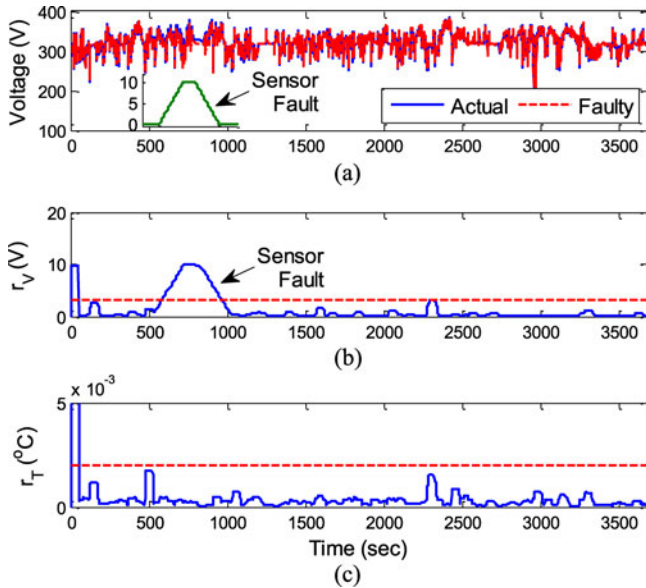 400
300
200
100
Voltage (V)
10
5
0
Sensor
Fault
Actual
Faulty
0 500 1000 1500 2000 2500 3000 3500
(a)
20
10
0
r_V (V)
Sensor
Fault
0 500 1000 1500 2000 2500 3000 3500
(b)
x 10^-3
5
0
r_T (°C)
0 500 1000 1500 2000 2500 3000 3500
Time (sec)
(c)